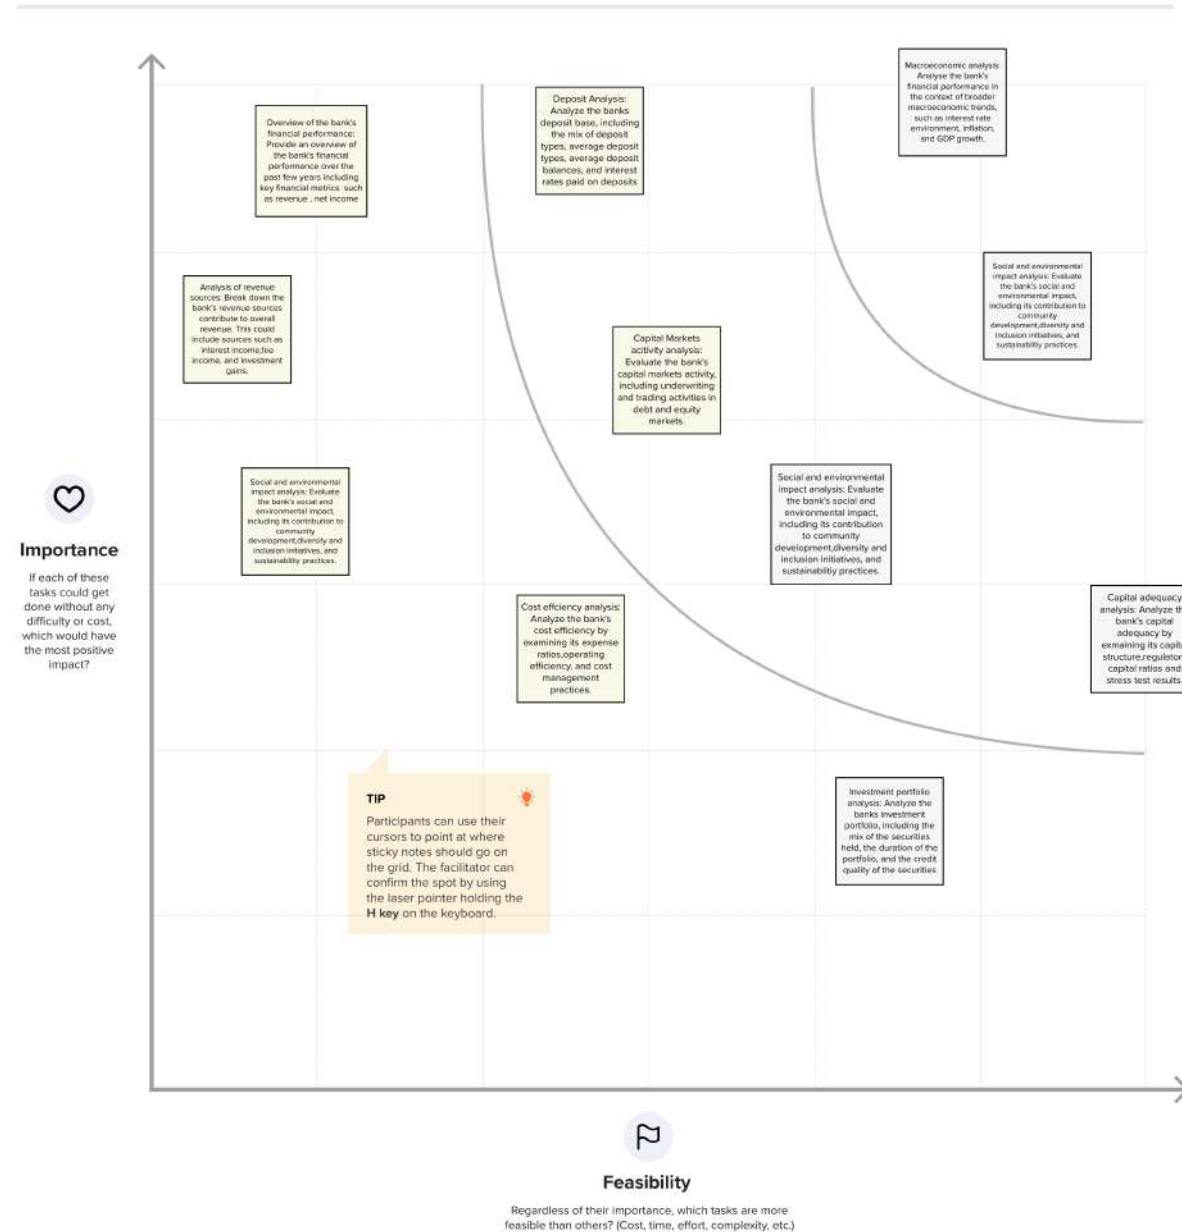 Macroeconomic analysis:
Analyse the bank's
financial performance in
the context of broader
macroeconomic trends,
such as interest rate
environment, inflation,
and GDP growth.
Deposit Analysis:
Analyze the banks
deposit base, including
the mix of deposit
types, average deposit
types, average deposit
balances, and interest
rates paid on deposits
Overview of the bank's
financial performance:
Provide an overview of
the bank's financial
performance over the
past few years including
key financial metrics such
as revenue , net income
Social and environmental
impact analysis: Evaluate
the bank's social and
environmental impact,
including its contribution to
community
development,diversity and
inclusion initiatives, and
sustainabilitiy practices.
Analysis of revenue
sources: Break down the
bank's revenue sources
contribute to overall
revenue. This could
include sources such as
interest income,fee
income, and investment
gains.
Capital Markets
acitivity analysis:
Evaluate the bank's
capital markets activity,
including underwriting
and trading activities in
debt and equity
markets.
Social and environmental
impact analysis: Evaluate
the bank's social and
environmental impact,
including its contribution
to community
development,diversity and
inclusion initiatives, and
sustainabilitiy practices.
Social and environmental
impact analysis: Evaluate
the bank's social and
environmental impact,
including its contribution to
community
development,diversity and
inclusion initiatives, and
sustainabilitiy practices.
Importance
If each of these
tasks could get
done without any
difficulty or cost,
which would have
the most positive
impact?
Cost effciency analysis:
Analyze the bank's
cost efficiency by
examining its expense
ratios,operating
efficiency, and cost
management
practices.
Capital adequacy
analysis: Analyze th
bank's capital
adequacy by
exmaining its capit
structure,regulator
capital ratios and
stress test results.
TIP
Participants can use their
cursors to point at where
sticky notes should go on
the grid. The facilitator can
confirm the spot by using
the laser pointer holding the
H key on the keyboard.
Investment portfolio
analysis: Analyze the
banks investment
portfolio, including the
mix of the securities
held, the duration of the
portfolio, and the credit
quality of the securities
Feasibility
Regardless of their importance, which tasks are more
feasible than others? (Cost, time, effort, complexity, etc.)